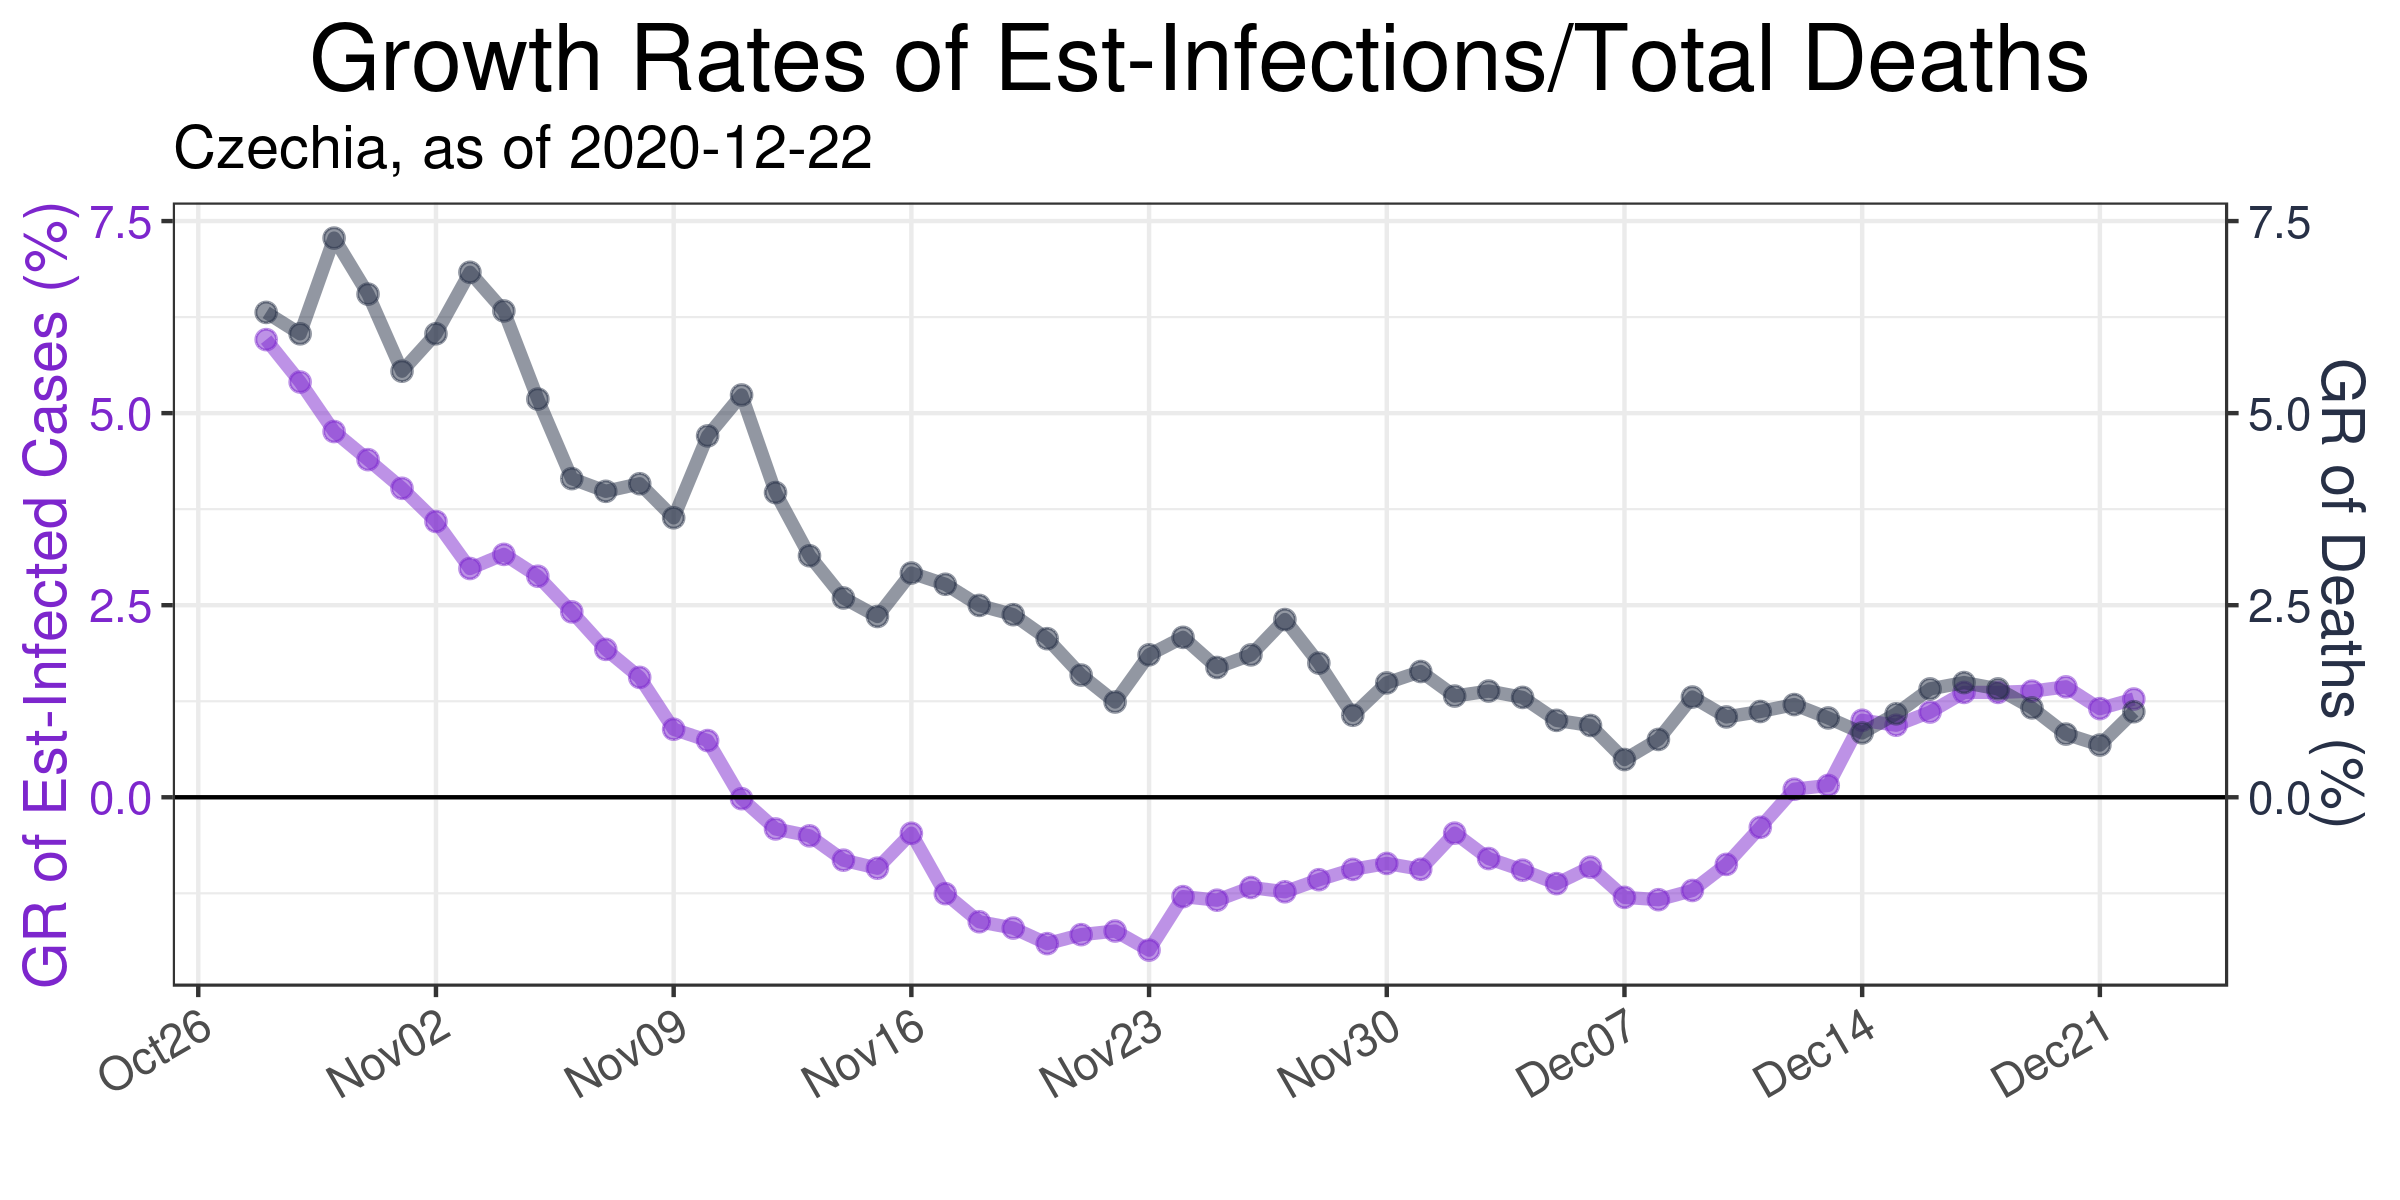 Growth Rates of Est-Infections/Total Deaths
Czechia, as of 2020-12-22
GR of Est-Infected Cases (%)
7.5
5.0
2.5
0.0
7.5
5.0
2.5
0.0
GR of Deaths (%)
Oct26
Nov02
Nov09
Nov16
Nov23
Nov30
Dec07
Dec14
Dec21